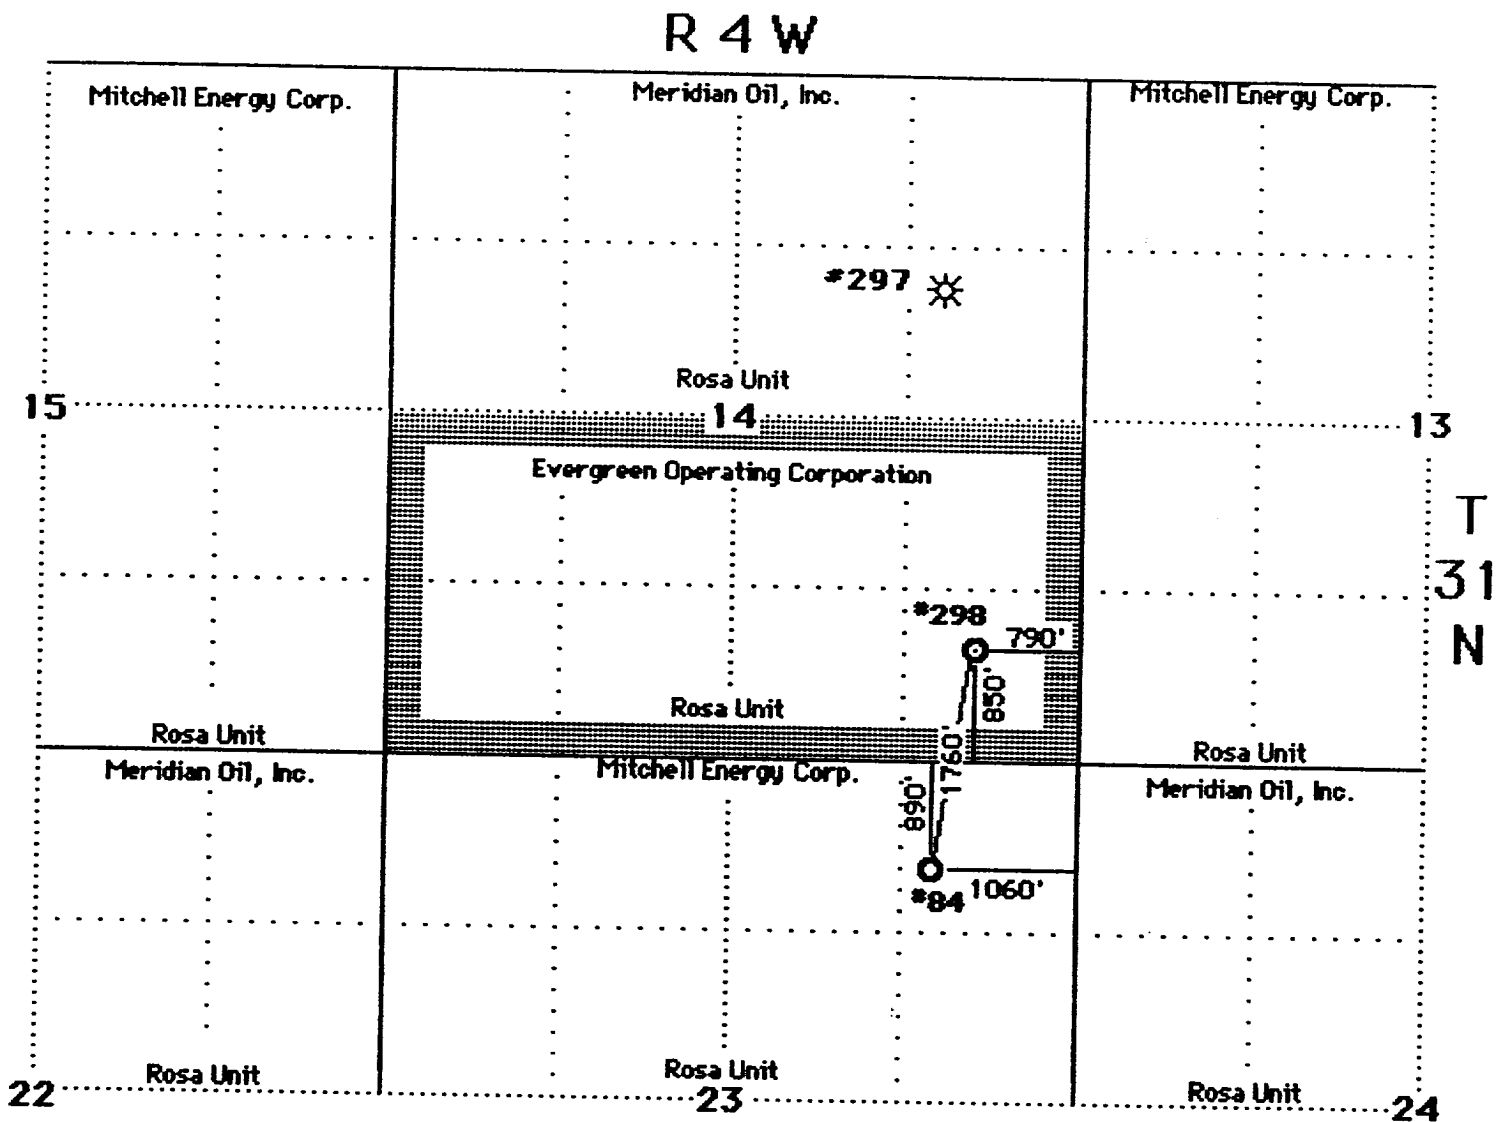 R 4 W
Mitchell Energy Corp.
Meridian Oil, Inc.
Mitchell Energy Corp.
#297
Rosa Unit
15
14
13
Evergreen Operating Corporation
T
31
N
#298
790'
850'
Rosa Unit
1760'
Rosa Unit
Rosa Unit
Meridian Oil, Inc.
Mitchell Energy Corp.
Meridian Oil, Inc.
890'
#84
1060'
Rosa Unit
Rosa Unit
Rosa Unit
22
23
24